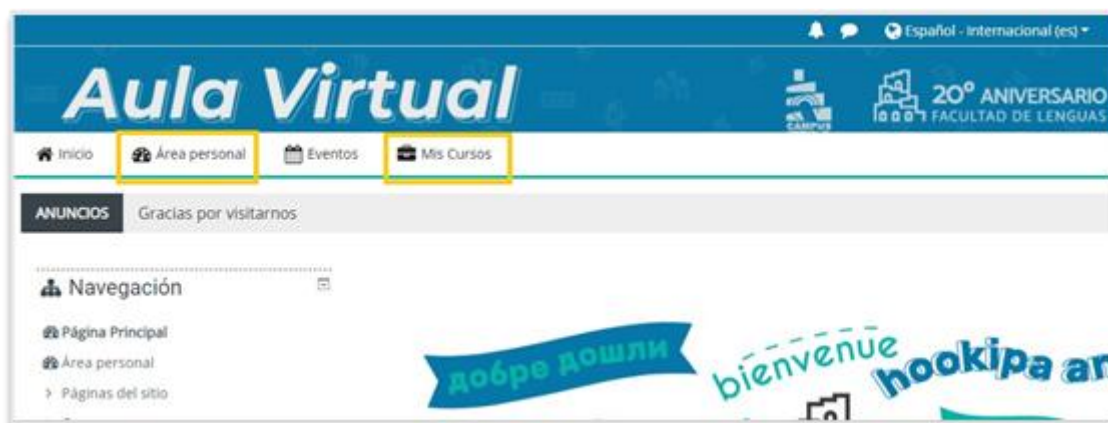 Español - Internacional (es)
Aula Virtual
CAMPUS
20° ANIVERSARIO
FACULTAD DE LENGUAS
Inicio
Área personal
Eventos
Mis Cursos
ANUNCIOS
Gracias por visitarnos
Navegación
Página Principal
Área personal
Páginas del sitio
добре дошли
bienvenue
hookipa an